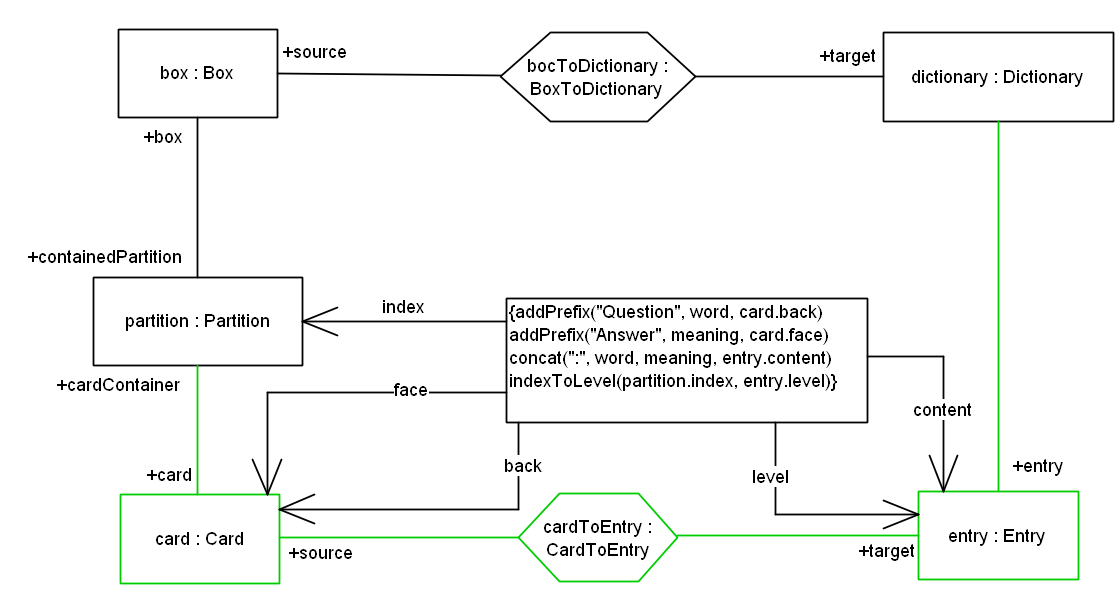 +source
bocToDictionary :
BoxToDictionary
+target
box : Box
dictionary : Dictionary
+box
+containedPartition
partition : Partition
index
{addPrefix("Question", word, card.back)
addPrefix("Answer", meaning, card.face)
concat(":", word, meaning, entry.content)
indexToLevel(partition.index, entry.level)}
+cardContainer
face
content
+card
back
level
+entry
card : Card
+source
cardToEntry :
CardToEntry
+target
entry : Entry